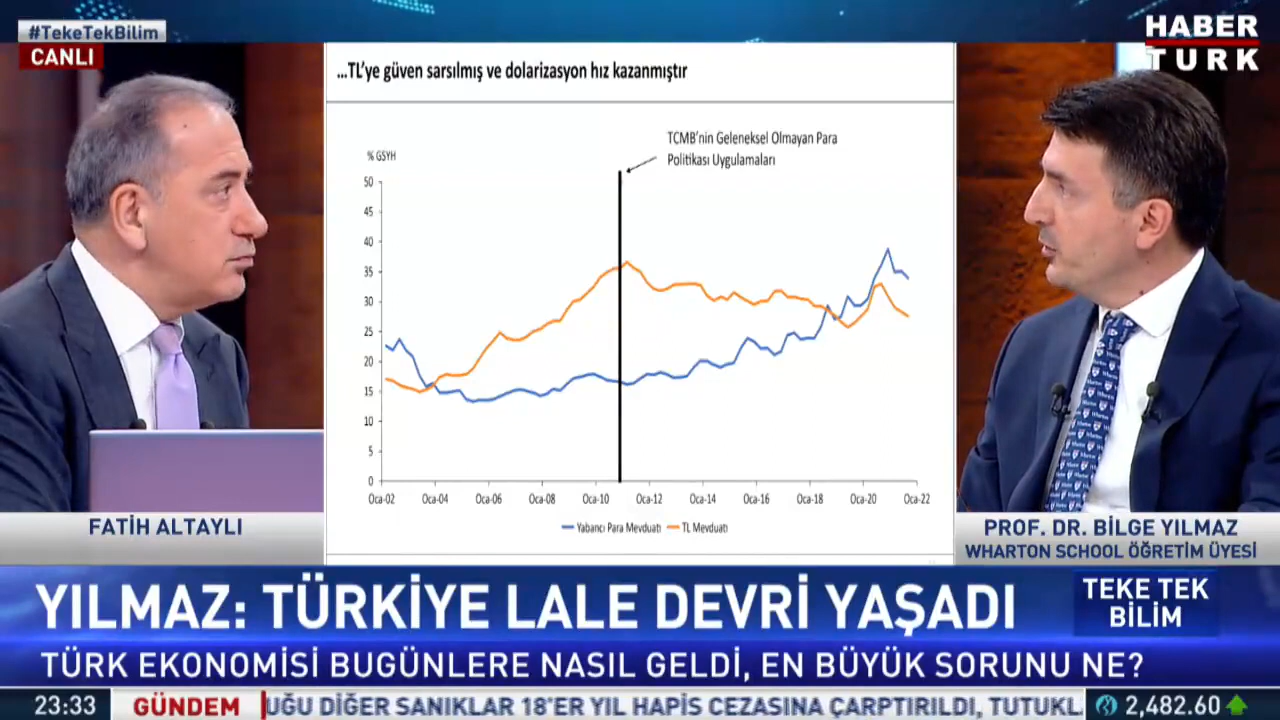 #TekeTekBilim
CANLI
HABER
TURK
...TL'ye güven sarsılmış ve dolarizasyon hız kazanmıştır
TCMB'nin Geleneksel Olmayan Para
Politikası Uygulamaları
% GSYH
50
45
40
35
30
25
20
15
10
5
0
Oca-02 Oca-04 Oca-06 Oca-08 Oca-10 Oca-12 Oca-14 Oca-16 Oca-18 Oca-20 Oca-22
Yabancı Para Mevduatı TL Mevduatı
FATİH ALTAYLI
PROF. DR. BİLGE YILMAZ
WHARTON SCHOOL ÖĞRETİM ÜYESİ
YILMAZ: TÜRKİYE LALE DEVRİ YAŞADI
TEKE TEK
BİLİM
TÜRK EKONOMİSİ BUGÜNLERE NASIL GELDİ, EN BÜYÜK SORUNU NE?
23:33 GÜNDEM UĞU DİĞER SANIKLAR 18'ER YIL HAPİS CEZASINA ÇARPTIRILDI, TUTUKL 2,482.60